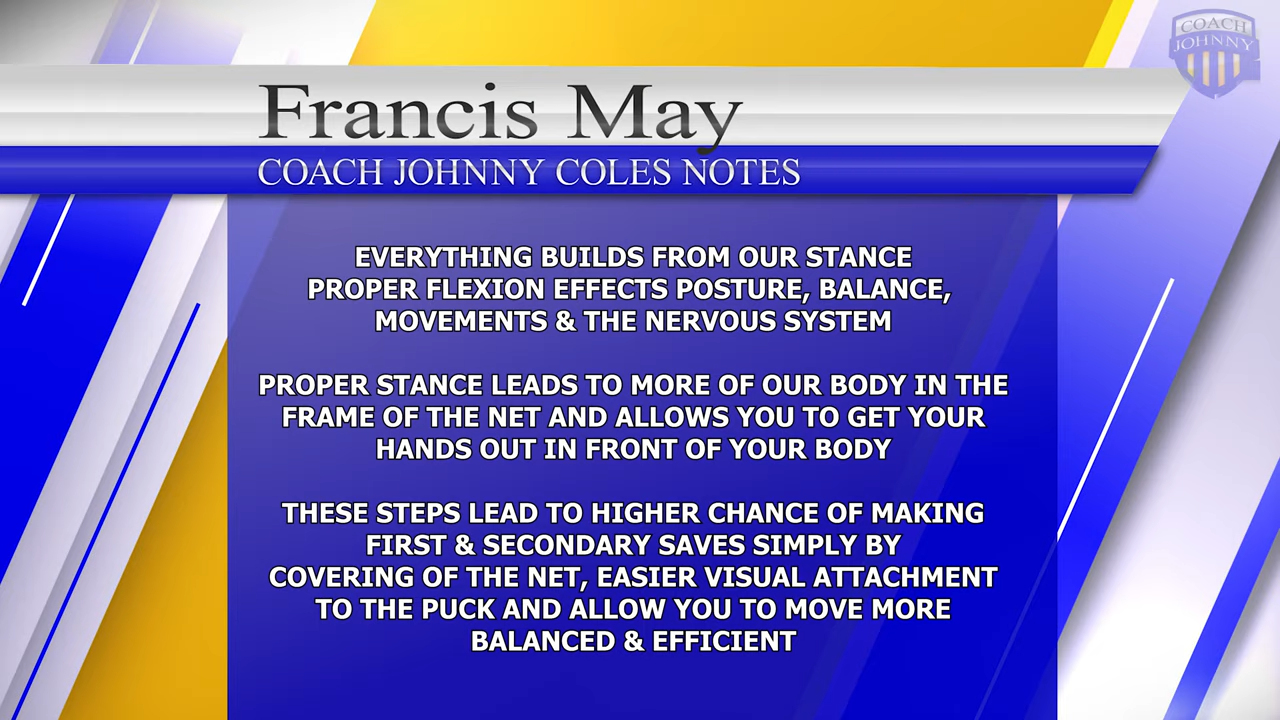 COACH
JOHNNY
Francis May
COACH JOHNNY COLES NOTES
EVERYTHING BUILDS FROM OUR STANCE
PROPER FLEXION EFFECTS POSTURE, BALANCE,
MOVEMENTS & THE NERVOUS SYSTEM
PROPER STANCE LEADS TO MORE OF OUR BODY IN THE
FRAME OF THE NET AND ALLOWS YOU TO GET YOUR
HANDS OUT IN FRONT OF YOUR BODY
THESE STEPS LEAD TO HIGHER CHANCE OF MAKING
FIRST & SECONDARY SAVES SIMPLY BY
COVERING OF THE NET, EASIER VISUAL ATTACHMENT
TO THE PUCK AND ALLOW YOU TO MOVE MORE
BALANCED & EFFICIENT